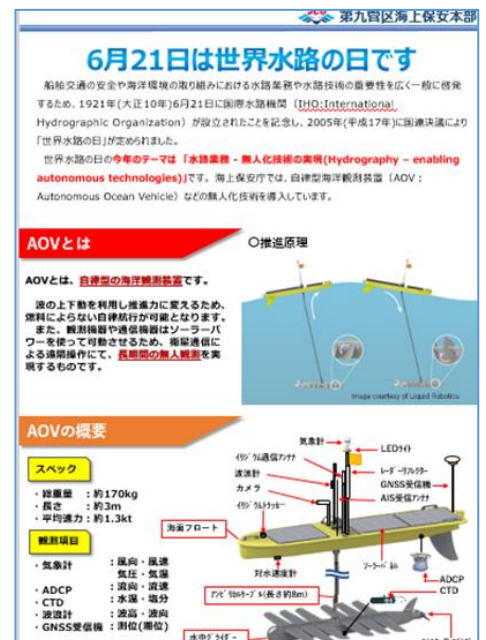 第九管区海上保安本部
6月21日は世界水路の日です
船舶交通の安全や海洋環境の取り組みにおける水路業務や水路技術の重要性を広く一般に啓発
するため、1921年(大正10年)6月21日に国際水路機関（IHO:International
Hydrographic Organization）が設立されたことを記念し、2005年(平成17年)に国連決議により
「世界水路の日」が定められました。
世界水路の日の今年のテーマは「水路業務 - 無人化技術の実現(Hydrography – enabling
autonomous technologies)」です。海上保安庁では、自律型海洋観測装置（AOV：
Autonomous Ocean Vehicle）などの無人化技術を導入しています。
AOVとは
〇推進原理
AOVとは、自律型の海洋観測装置です。
波の上下動を利用し推進力に変えるため、
燃料によらない自律航行が可能となります。
また、観測機器や通信機器はソーラーパ
ワーを使って可動させるため、衛星通信に
よる遠隔操作にて、長期間の無人観測を実
現するものです。
Image courtesy of Liquid Robotics
AOVの概要
スペック
・総重量 ：約170kg
・長さ ：約3m
・平均速力：約1.3kt
観測項目
・気象計 ：風向・風速
気圧・気温
・ADCP ：流向・流速
・CTD ：水温・塩分
・波浪計 ：波高・波向
・GNSS受信機 ：測位(潮位)
気象計
LEDライト
イリジウム通信アンテナ
レーダーリフレクター
波浪計
GNSS受信機
カメラ
AIS受信アンテナ
イリジウムトラッカー
海面フロート
対水速度計
ソーラーパネル
ADCP
CTD
アンビリカルケーブル(長さ約8m)
水中グライダー